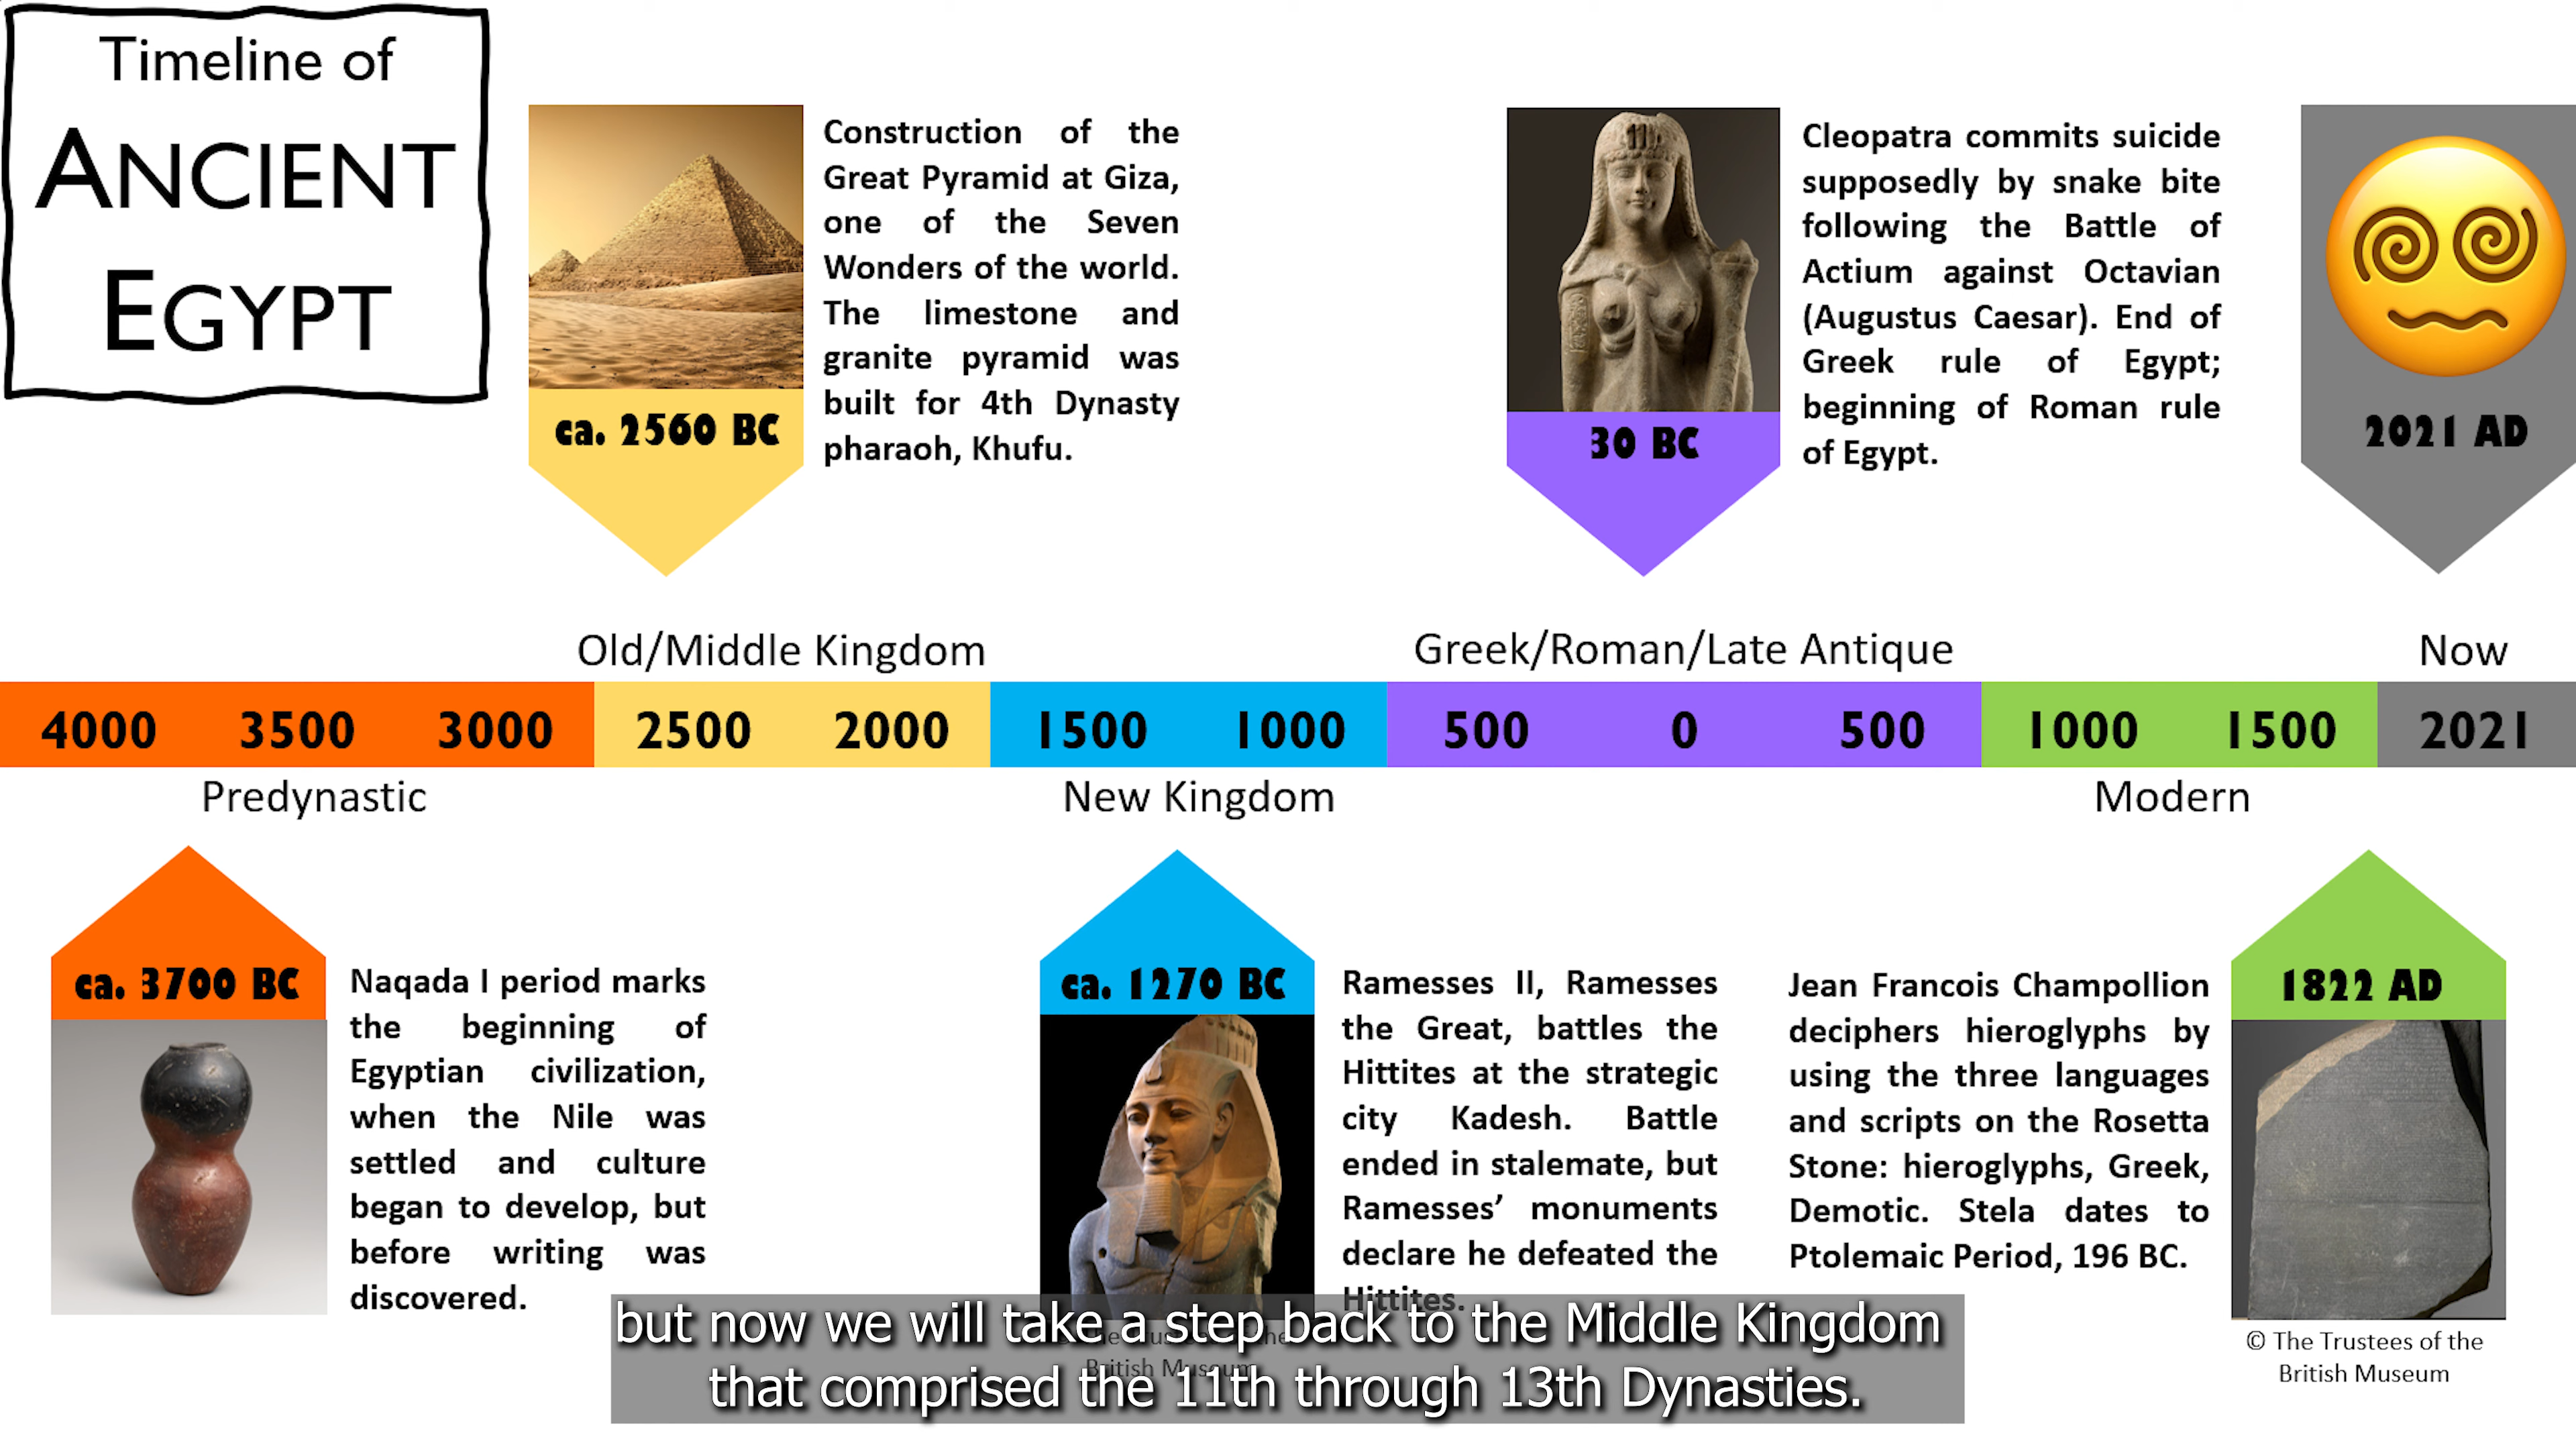 Timeline of
ANCIENT
EGYPT
Construction of the
Great Pyramid at Giza,
one of the Seven
Wonders of the world.
The limestone and
granite pyramid was
built for 4th Dynasty
pharaoh, Khufu.
ca. 2560 BC
Cleopatra commits suicide
supposedly by snake bite
following the Battle of
Actium against Octavian
(Augustus Caesar). End of
Greek rule of Egypt;
beginning of Roman rule
of Egypt.
30 BC
2021 AD
Old/Middle Kingdom
Greek/Roman/Late Antique
Now
4000 3500 3000 2500 2000 1500 1000 500 0 500 1000 1500 2021
Predynastic
New Kingdom
Modern
ca. 3700 BC
Naqada I period marks
the beginning of
Egyptian civilization,
when the Nile was
settled and culture
began to develop, but
before writing was
discovered.
ca. 1270 BC
Ramesses II, Ramesses
the Great, battles the
Hittites at the strategic
city Kadesh. Battle
ended in stalemate, but
Ramesses’ monuments
declare he defeated the
Hittites.
Jean Francois Champollion
deciphers hieroglyphs by
using the three languages
and scripts on the Rosetta
Stone: hieroglyphs, Greek,
Demotic. Stela dates to
Ptolemaic Period, 196 BC.
1822 AD
© The Trustees of the
British Museum
British Museum
but now we will take a step back to the Middle Kingdom
that comprised the 11th through 13th Dynasties.